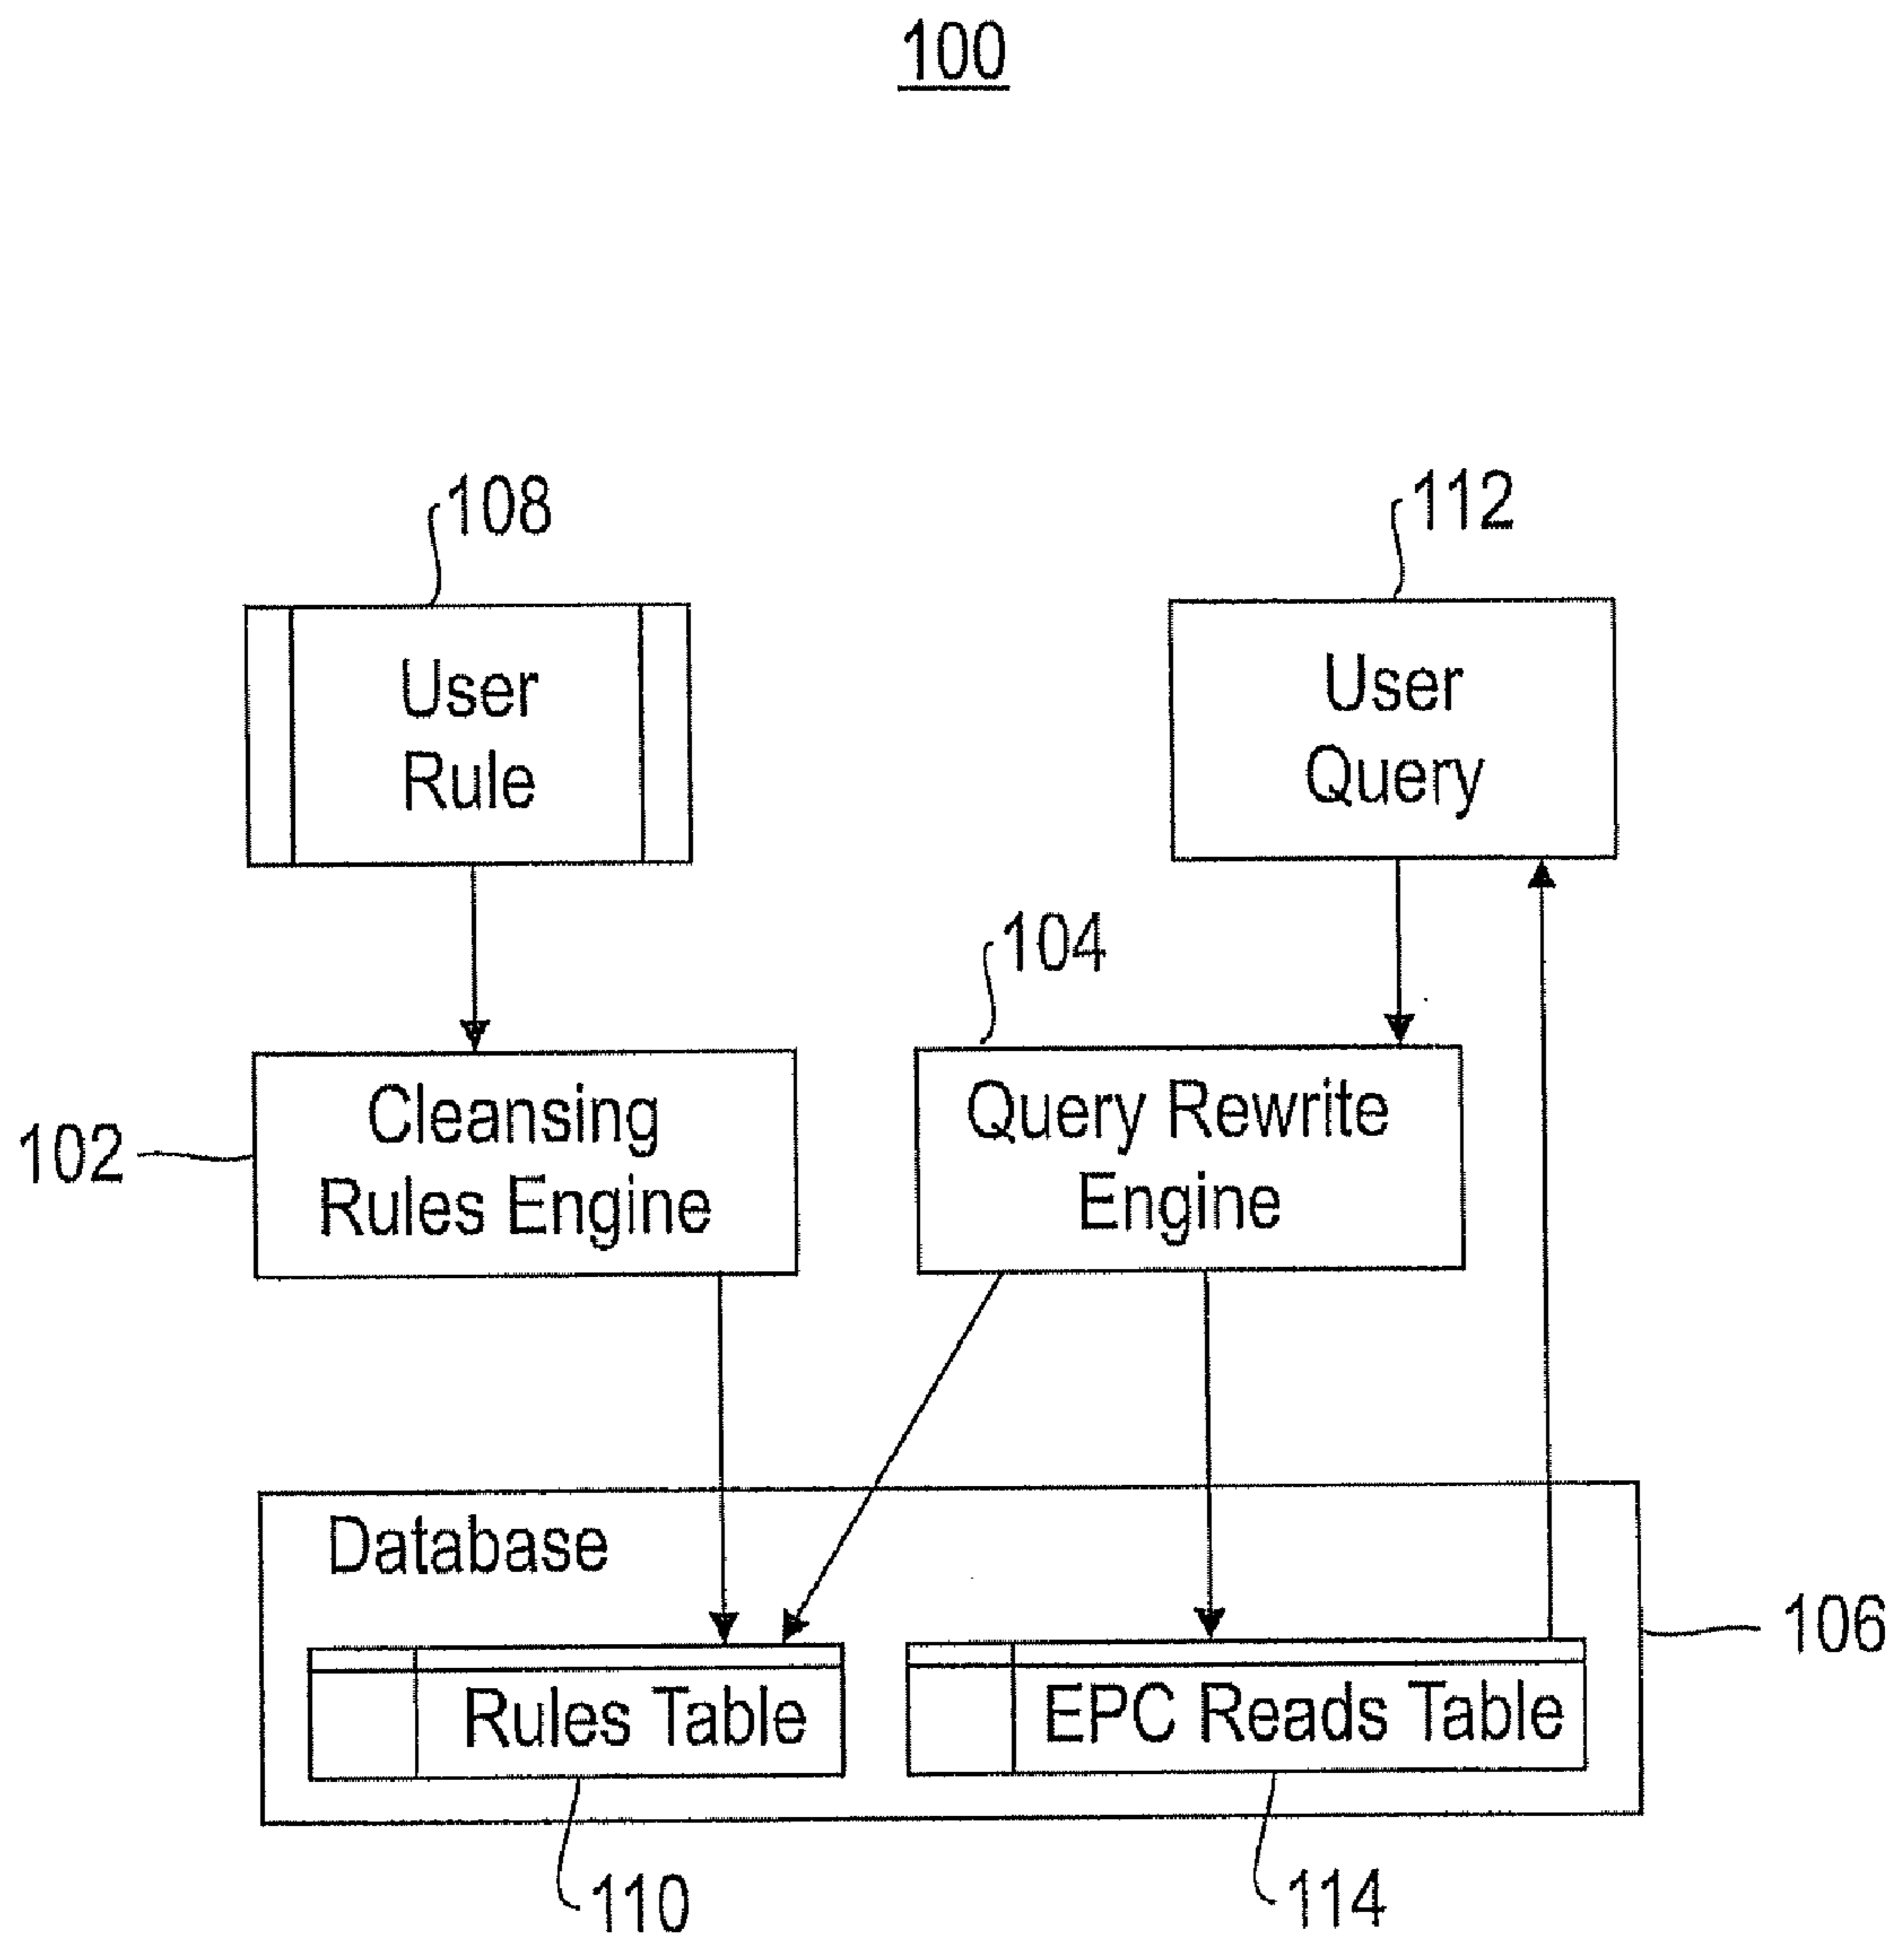 100
108
112
User
Rule
User
Query
104
102
Cleansing
Rules Engine
Query Rewrite
Engine
Database
106
Rules Table
EPC Reads Table
110
114